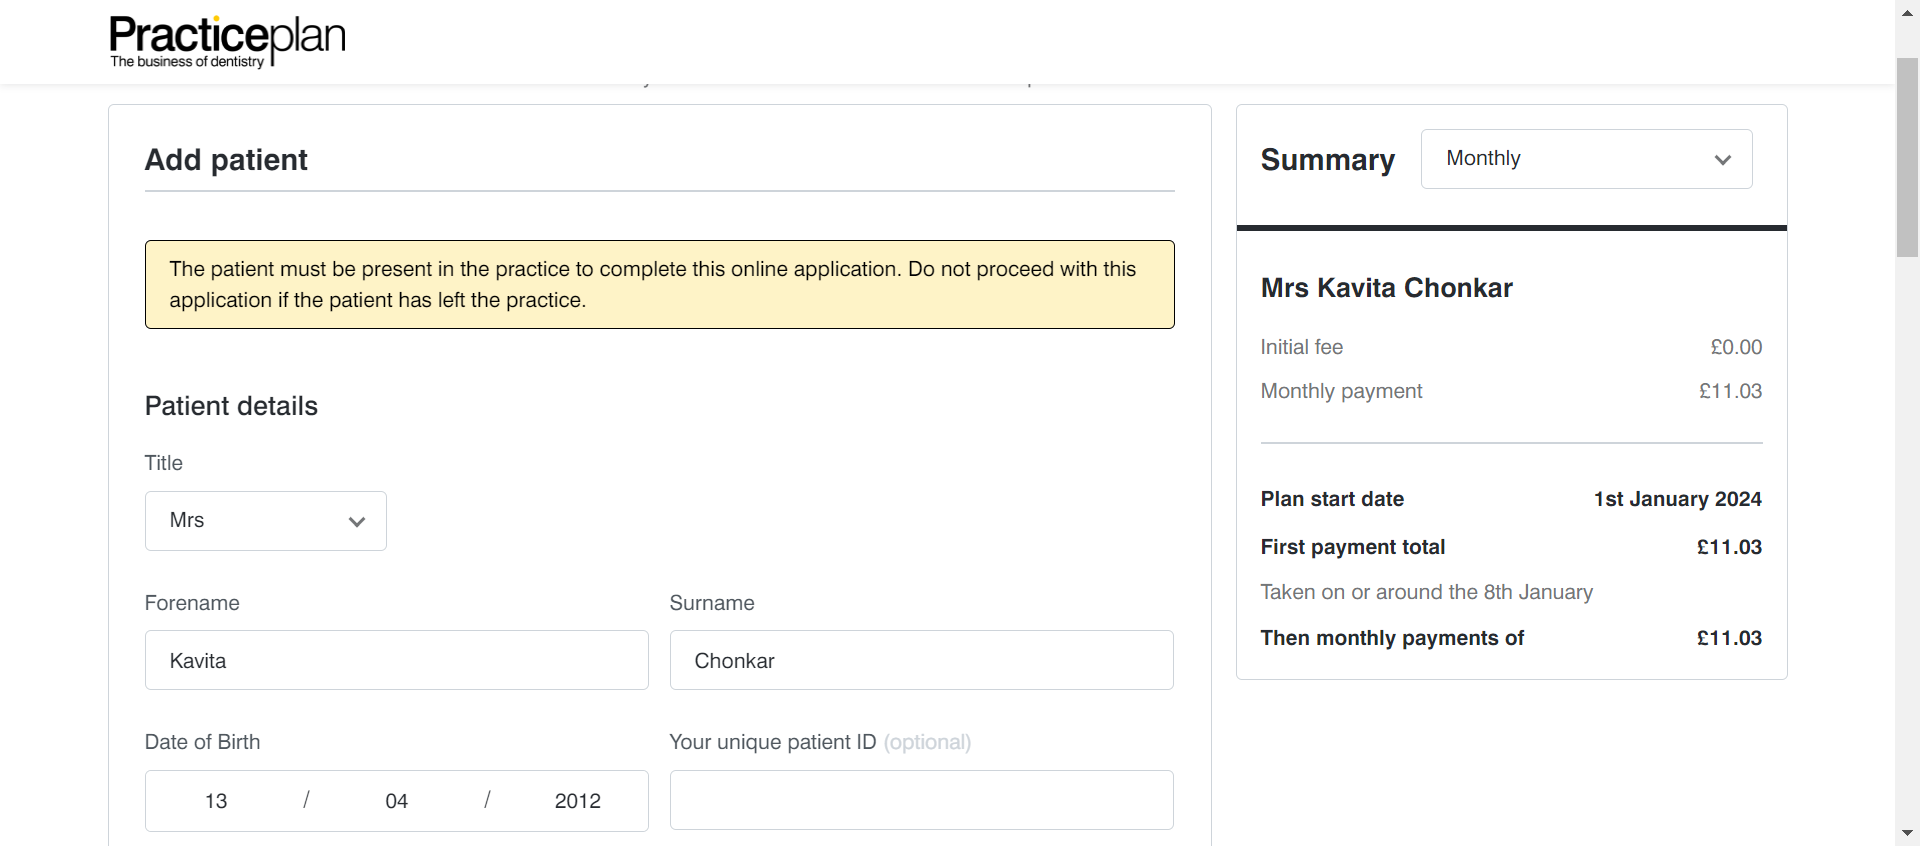 Practiceplan
The business of dentistry
Add patient
The patient must be present in the practice to complete this online application. Do not proceed with this
application if the patient has left the practice.
Patient details
Title
Mrs
Forename
Surname
Kavita
Chonkar
Date of Birth
Your unique patient ID (optional)
13 / 04 / 2012
Summary
Monthly
Mrs Kavita Chonkar
Initial fee £0.00
Monthly payment £11.03
Plan start date 1st January 2024
First payment total £11.03
Taken on or around the 8th January
Then monthly payments of £11.03